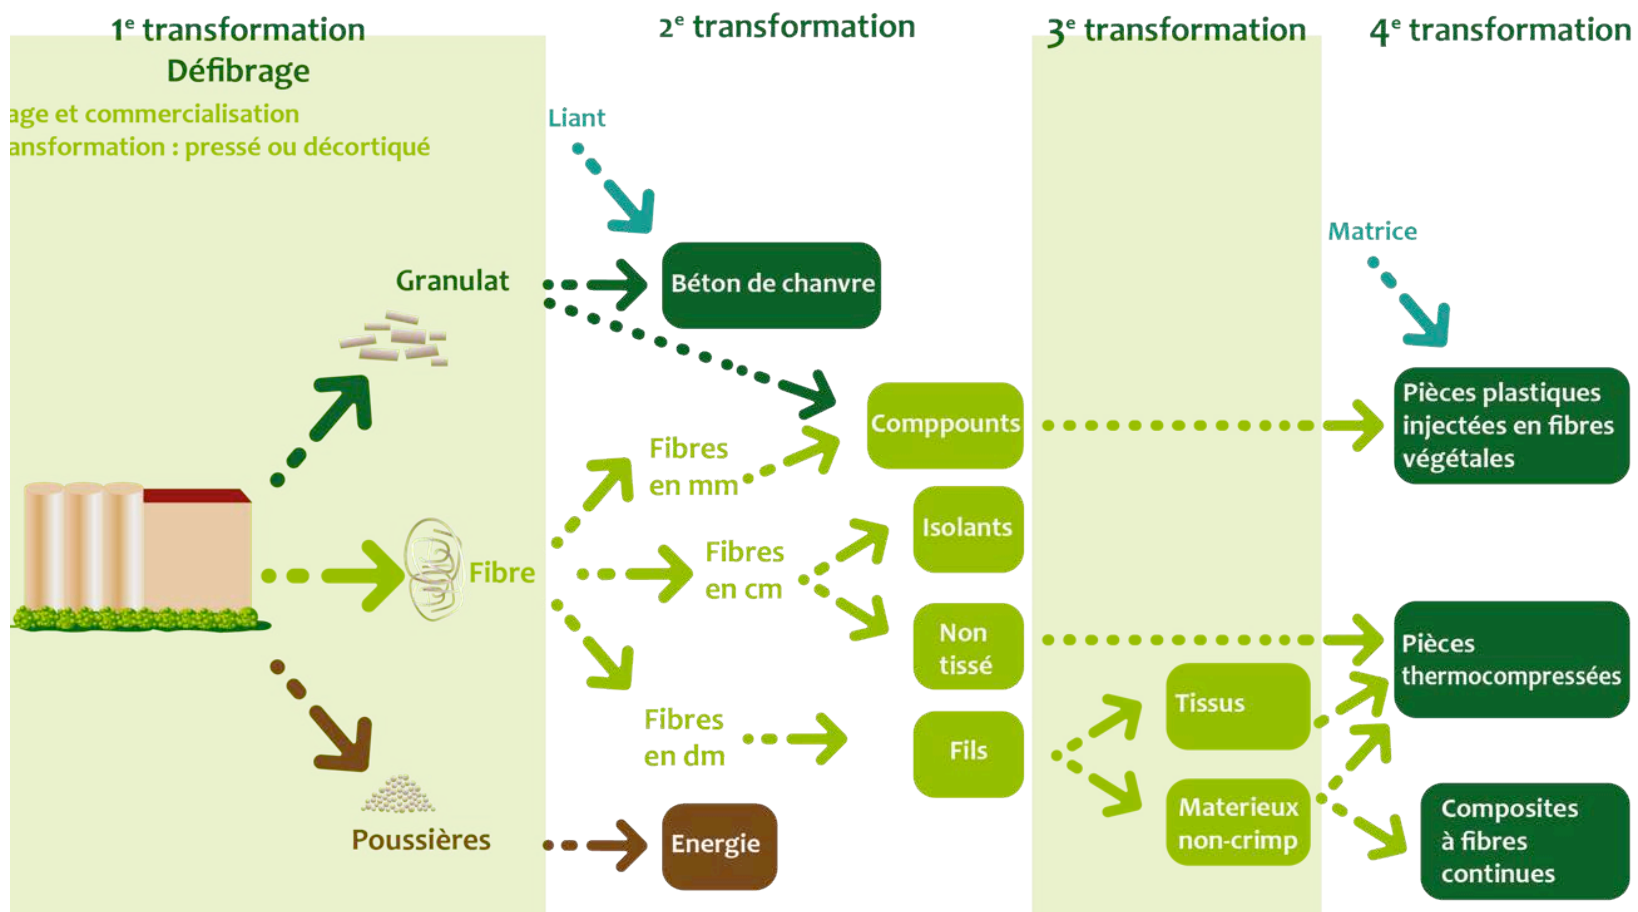 1e transformation
Défibrage
age et commercialisation
ansformation : pressé ou décortiqué
2e transformation
3e transformation
4e transformation
Liant
Matrice
Granulat
Béton de chanvre
Comppounts
Pièces plastiques
injectées en fibres
végétales
Fibres
en mm
Isolants
Fibre
Fibres
en cm
Non
tissé
Pièces
thermocompressées
Fibres
en dm
Fils
Tissus
Materieux
non-crimp
Composites
à fibres
continues
Poussières
Energie